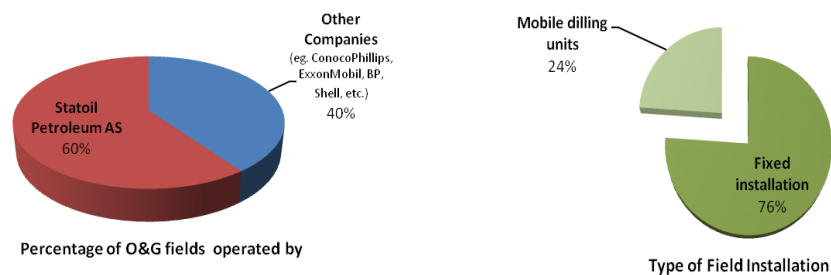 Other
Companies
(eg. ConocoPhillips,
ExxonMobil, BP,
Shell, etc.)
40%
Statoil
Petroleum AS
60%
Percentage of O&G fields operated by
Mobile dilling
units
24%
Fixed
installation
76%
Type of Field Installation